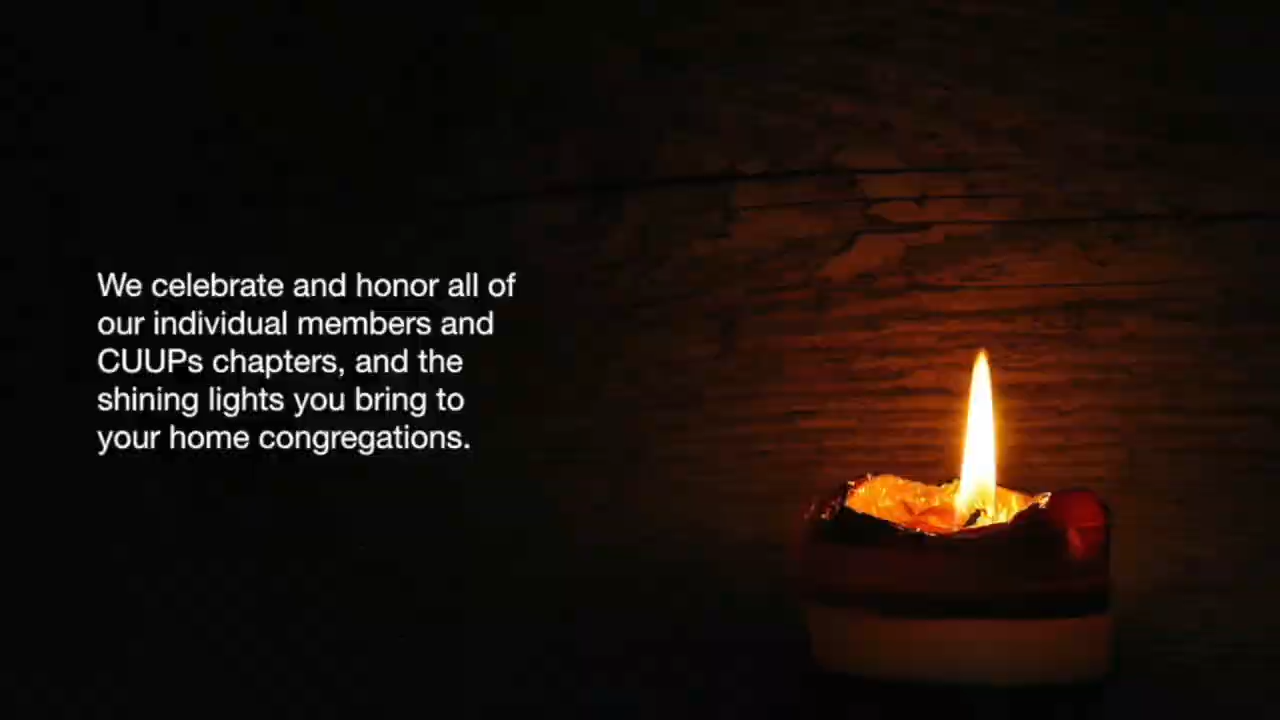 We celebrate and honor all of
our individual members and
CUUPs chapters, and the
shining lights you bring to
your home congregations.